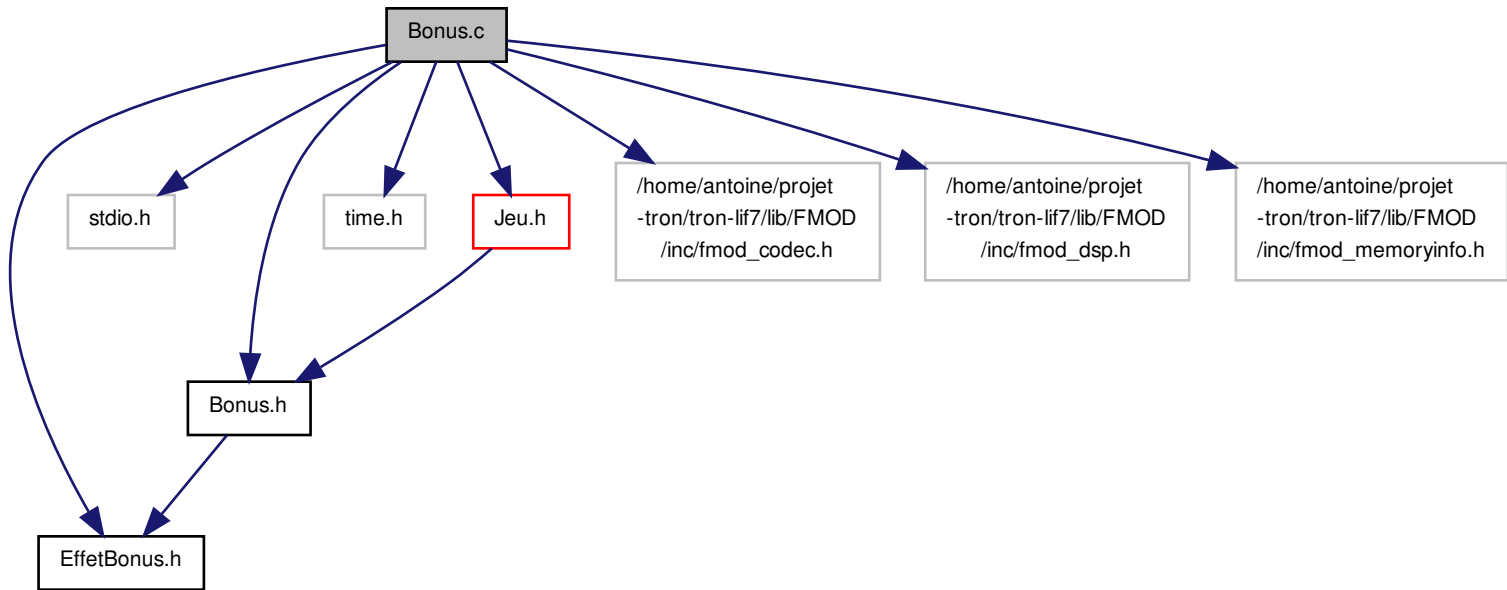 Bonus.c
stdio.h
time.h
Jeu.h
/home/antoine/projet
-tron/tron-lif7/lib/FMOD
/inc/fmod_codec.h
/home/antoine/projet
-tron/tron-lif7/lib/FMOD
/inc/fmod_dsp.h
/home/antoine/projet
-tron/tron-lif7/lib/FMOD
/inc/fmod_memoryinfo.h
Bonus.h
EffetBonus.h